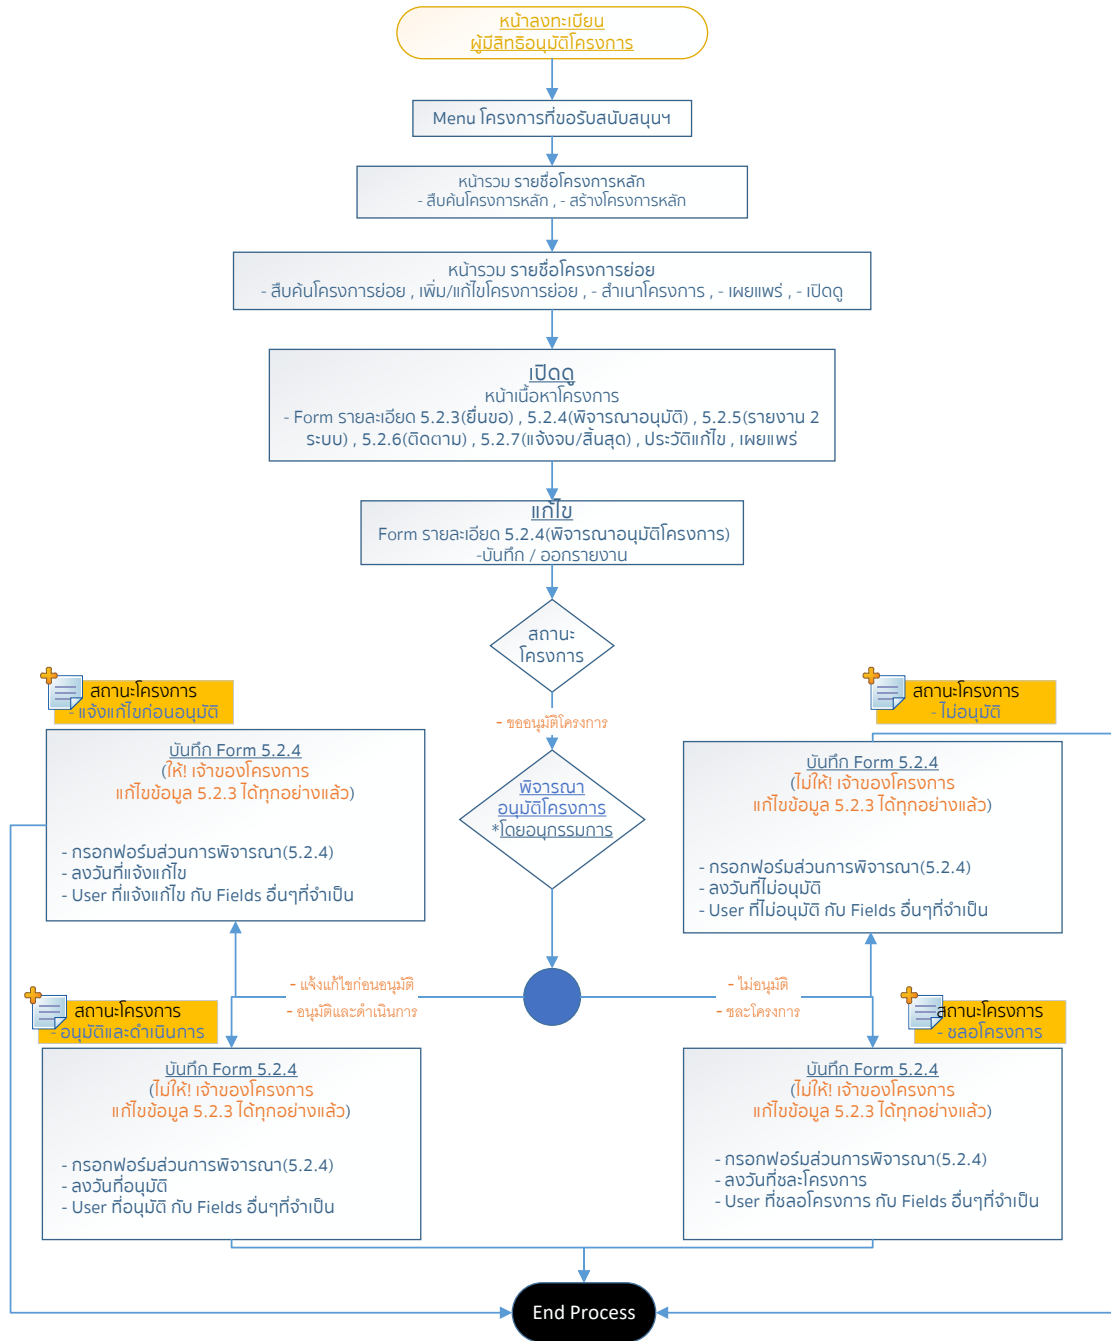 หน้าลงทะเบียน
ผู้มีสิทธิอนุมัติโครงการ
Menu โครงการที่ขอรับสนับสนุนฯ
หน้ารวม รายชื่อโครงการหลัก
- สืบค้นโครงการหลัก , - สร้างโครงการหลัก
หน้ารวม รายชื่อโครงการย่อย
- สืบค้นโครงการย่อย , เพิ่ม/แก้ไขโครงการย่อย , - สำเนาโครงการ , - เผยแพร่ , - เปิดดู
เปิดดู
หน้าเนื้อหาโครงการ
- Form รายละเอียด 5.2.3(ยื่นขอ) , 5.2.4(พิจารณาอนุมัติ) , 5.2.5(รายงาน 2
ระบบ) , 5.2.6(ติดตาม) , 5.2.7(แจ้งจบ/สิ้นสุด) , ประวัติแก้ไข , เผยแพร่
แก้ไข
Form รายละเอียด 5.2.4(พิจารณาอนุมัติโครงการ)
-บันทึก / ออกรายงาน
สถานะ
โครงการ
- ขออนุมัติโครงการ
พิจารณา
อนุมัติโครงการ
*โดยอนุกรรมการ
สถานะโครงการ
- แจ้งแก้ไขก่อนอนุมัติ
บันทึก Form 5.2.4
(ให้! เจ้าของโครงการ
แก้ไขข้อมูล 5.2.3 ได้ทุกอย่างแล้ว)
- กรอกฟอร์มส่วนการพิจารณา(5.2.4)
- ลงวันที่แจ้งแก้ไข
- User ที่แจ้งแก้ไข กับ Fields อื่นๆที่จำเป็น
สถานะโครงการ
- ไม่อนุมัติ
บันทึก Form 5.2.4
(ไม่ให้! เจ้าของโครงการ
แก้ไขข้อมูล 5.2.3 ได้ทุกอย่างแล้ว)
- กรอกฟอร์มส่วนการพิจารณา(5.2.4)
- ลงวันที่ไม่อนุมัติ
- User ที่ไม่อนุมัติ กับ Fields อื่นๆที่จำเป็น
- แจ้งแก้ไขก่อนอนุมัติ
- อนุมัติและดำเนินการ
- ไม่อนุมัติ
- ชละโครงการ
สถานะโครงการ
- อนุมัติและดำเนินการ
บันทึก Form 5.2.4
(ไม่ให้! เจ้าของโครงการ
แก้ไขข้อมูล 5.2.3 ได้ทุกอย่างแล้ว)
- กรอกฟอร์มส่วนการพิจารณา(5.2.4)
- ลงวันที่อนุมัติ
- User ที่อนุมัติ กับ Fields อื่นๆที่จำเป็น
สถานะโครงการ
- ชลอโครงการ
บันทึก Form 5.2.4
(ไม่ให้! เจ้าของโครงการ
แก้ไขข้อมูล 5.2.3 ได้ทุกอย่างแล้ว)
- กรอกฟอร์มส่วนการพิจารณา(5.2.4)
- ลงวันที่ชละโครงการ
- User ที่ชลอโครงการ กับ Fields อื่นๆที่จำเป็น
End Process